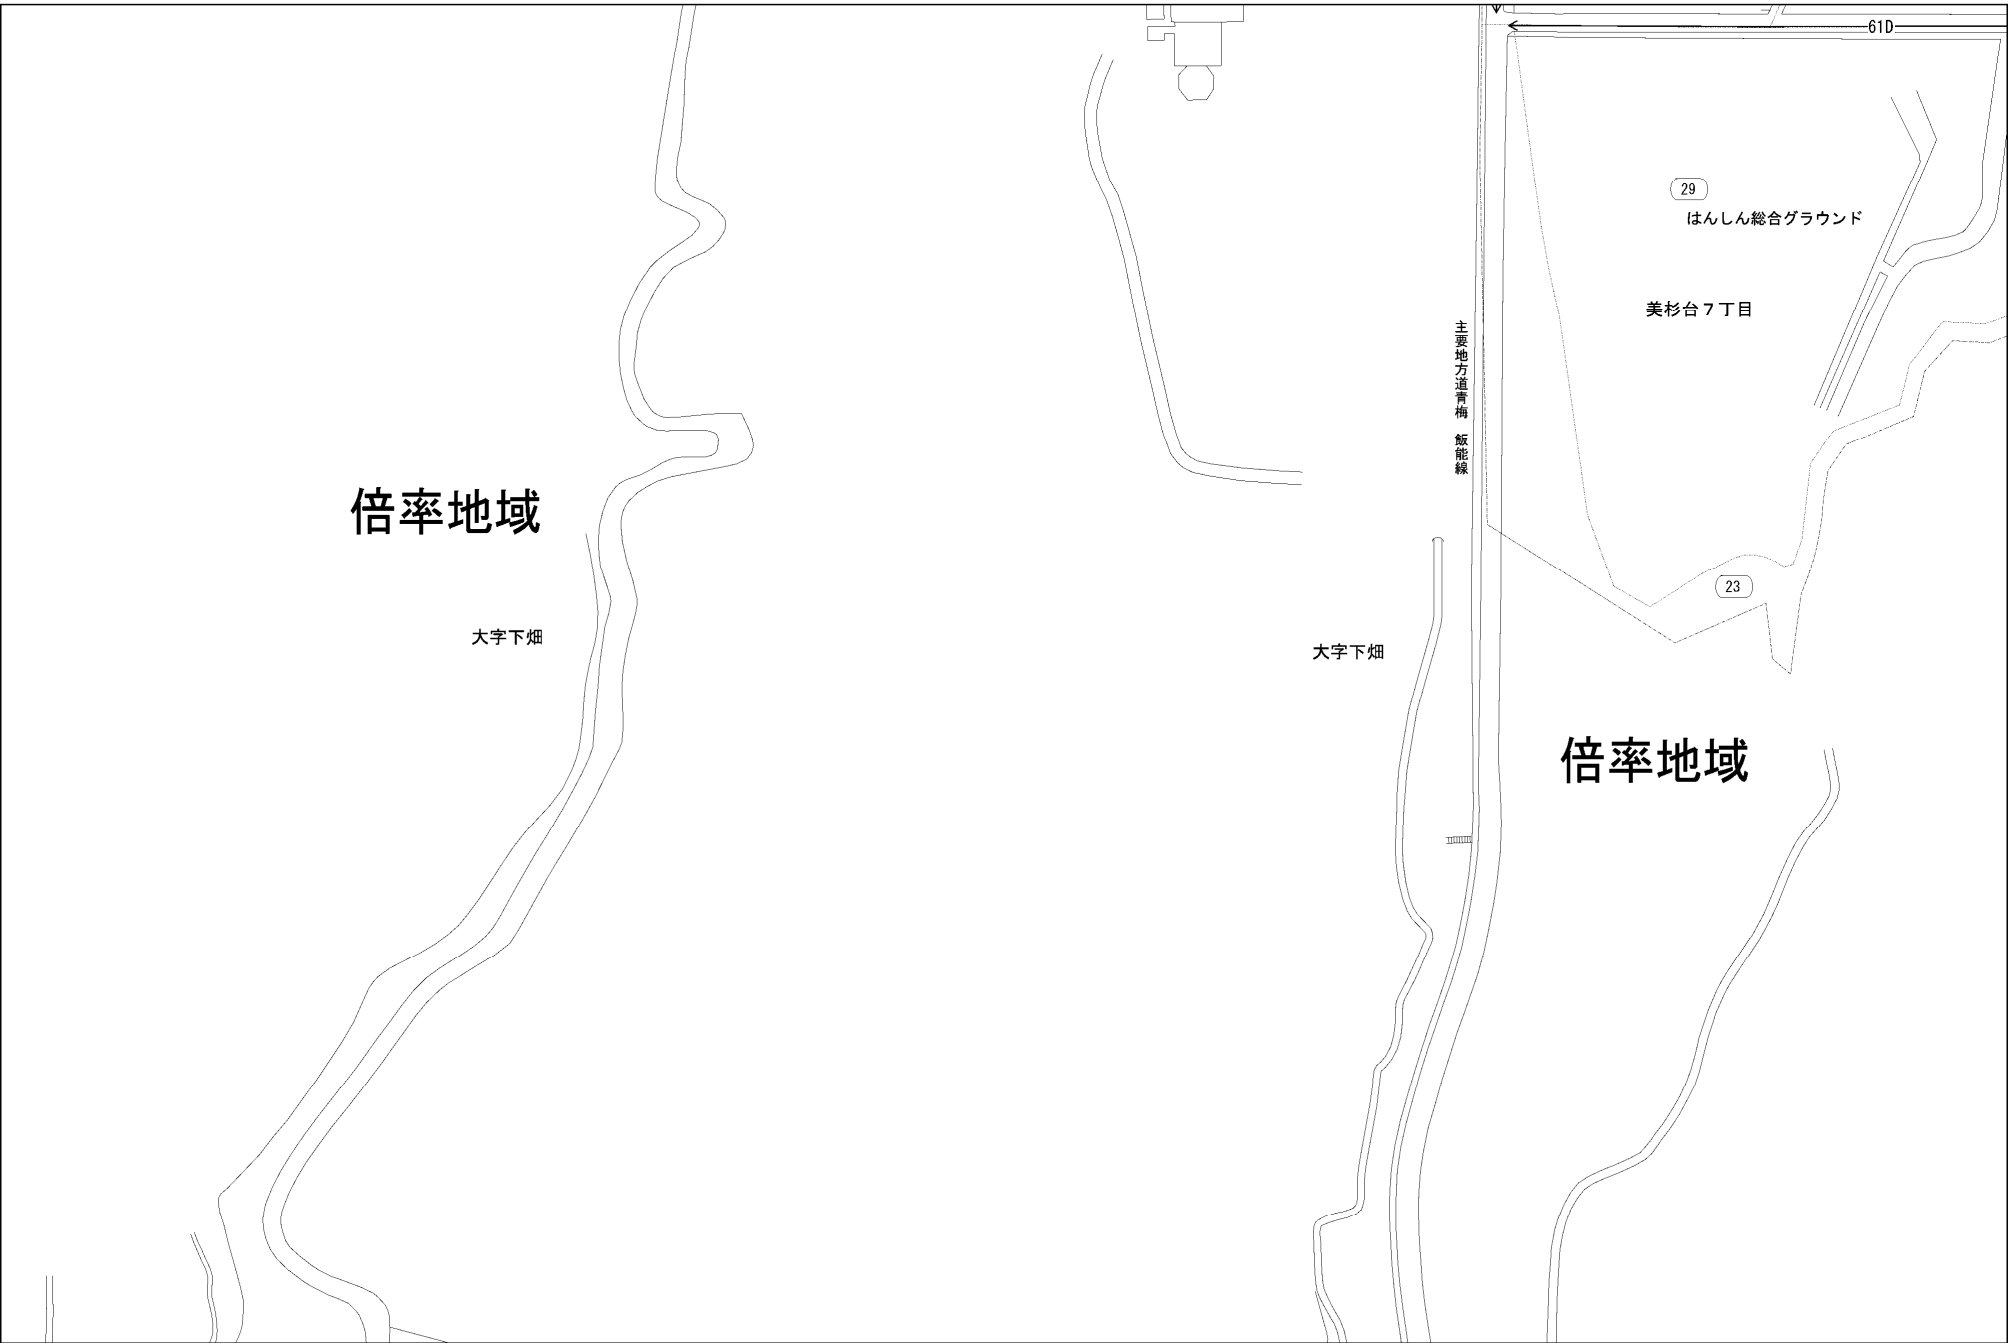 61D
29
はんしん総合グラウンド
美杉台７丁目
主要地方道青梅　飯能線
倍率地域
23
大字下畑
大字下畑
倍率地域